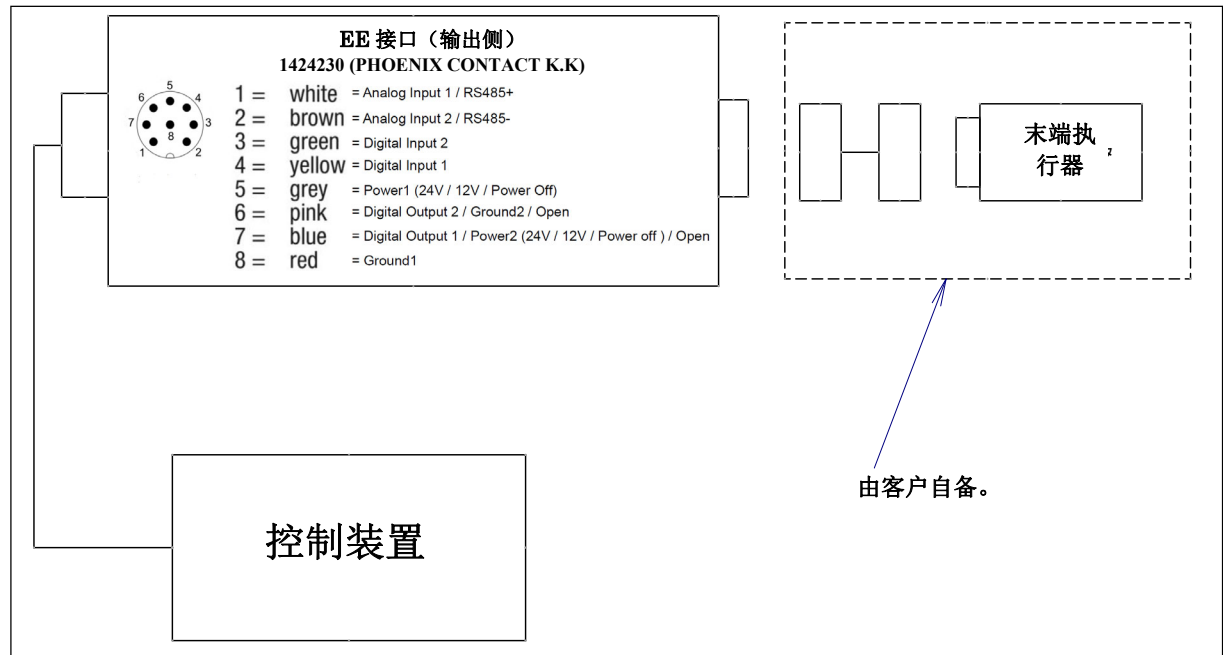 EE 接口（输出侧）
1424230 (PHOENIX CONTACT K.K)
5
6 4
7 3
8
1 2
1 = white = Analog Input 1 / RS485+
2 = brown = Analog Input 2 / RS485-
3 = green = Digital Input 2
4 = yellow = Digital Input 1
5 = grey = Power1 (24V / 12V / Power Off)
6 = pink = Digital Output 2 / Ground2 / Open
7 = blue = Digital Output 1 / Power2 (24V / 12V / Power off ) / Open
8 = red = Ground1
末端执
行器
由客户自备。
控制装置